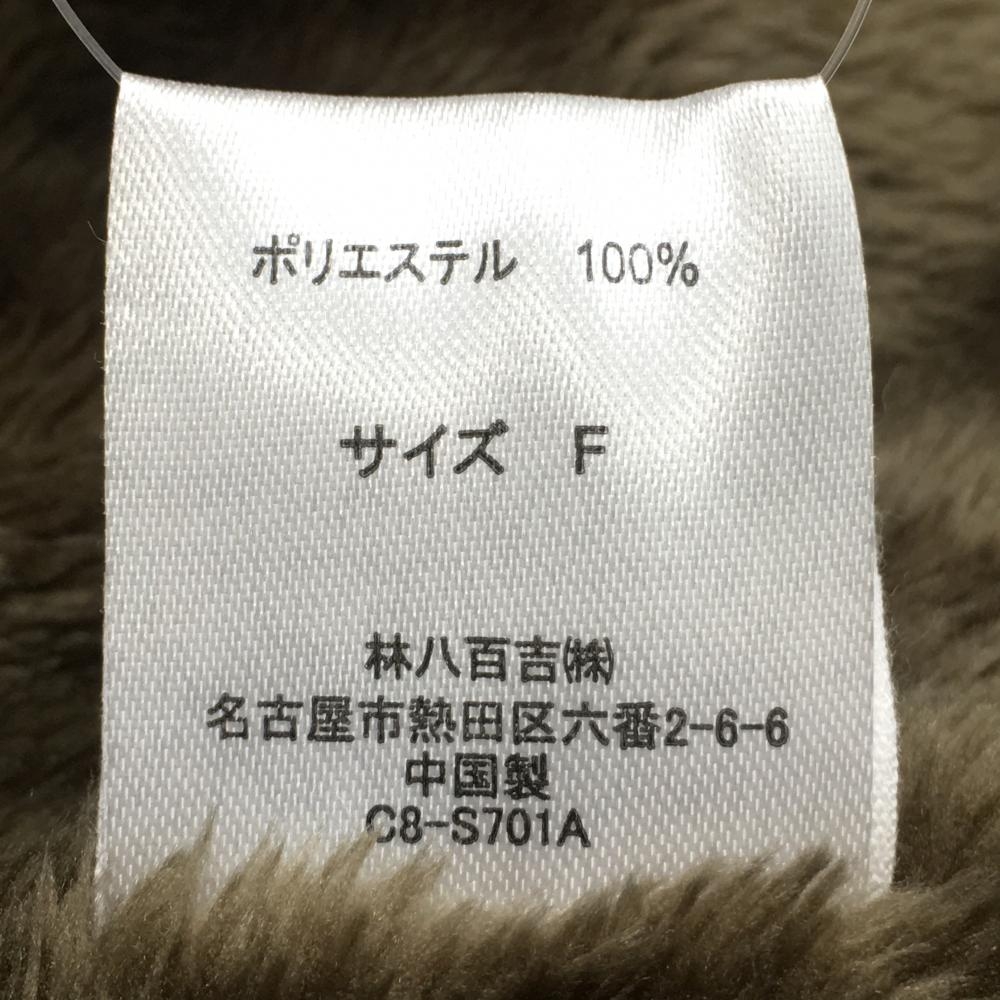 ポリエステル　100%
サイズ　F
林八百吉㈱
名古屋市熱田区六番2-6-6
中国製
C8-S701A